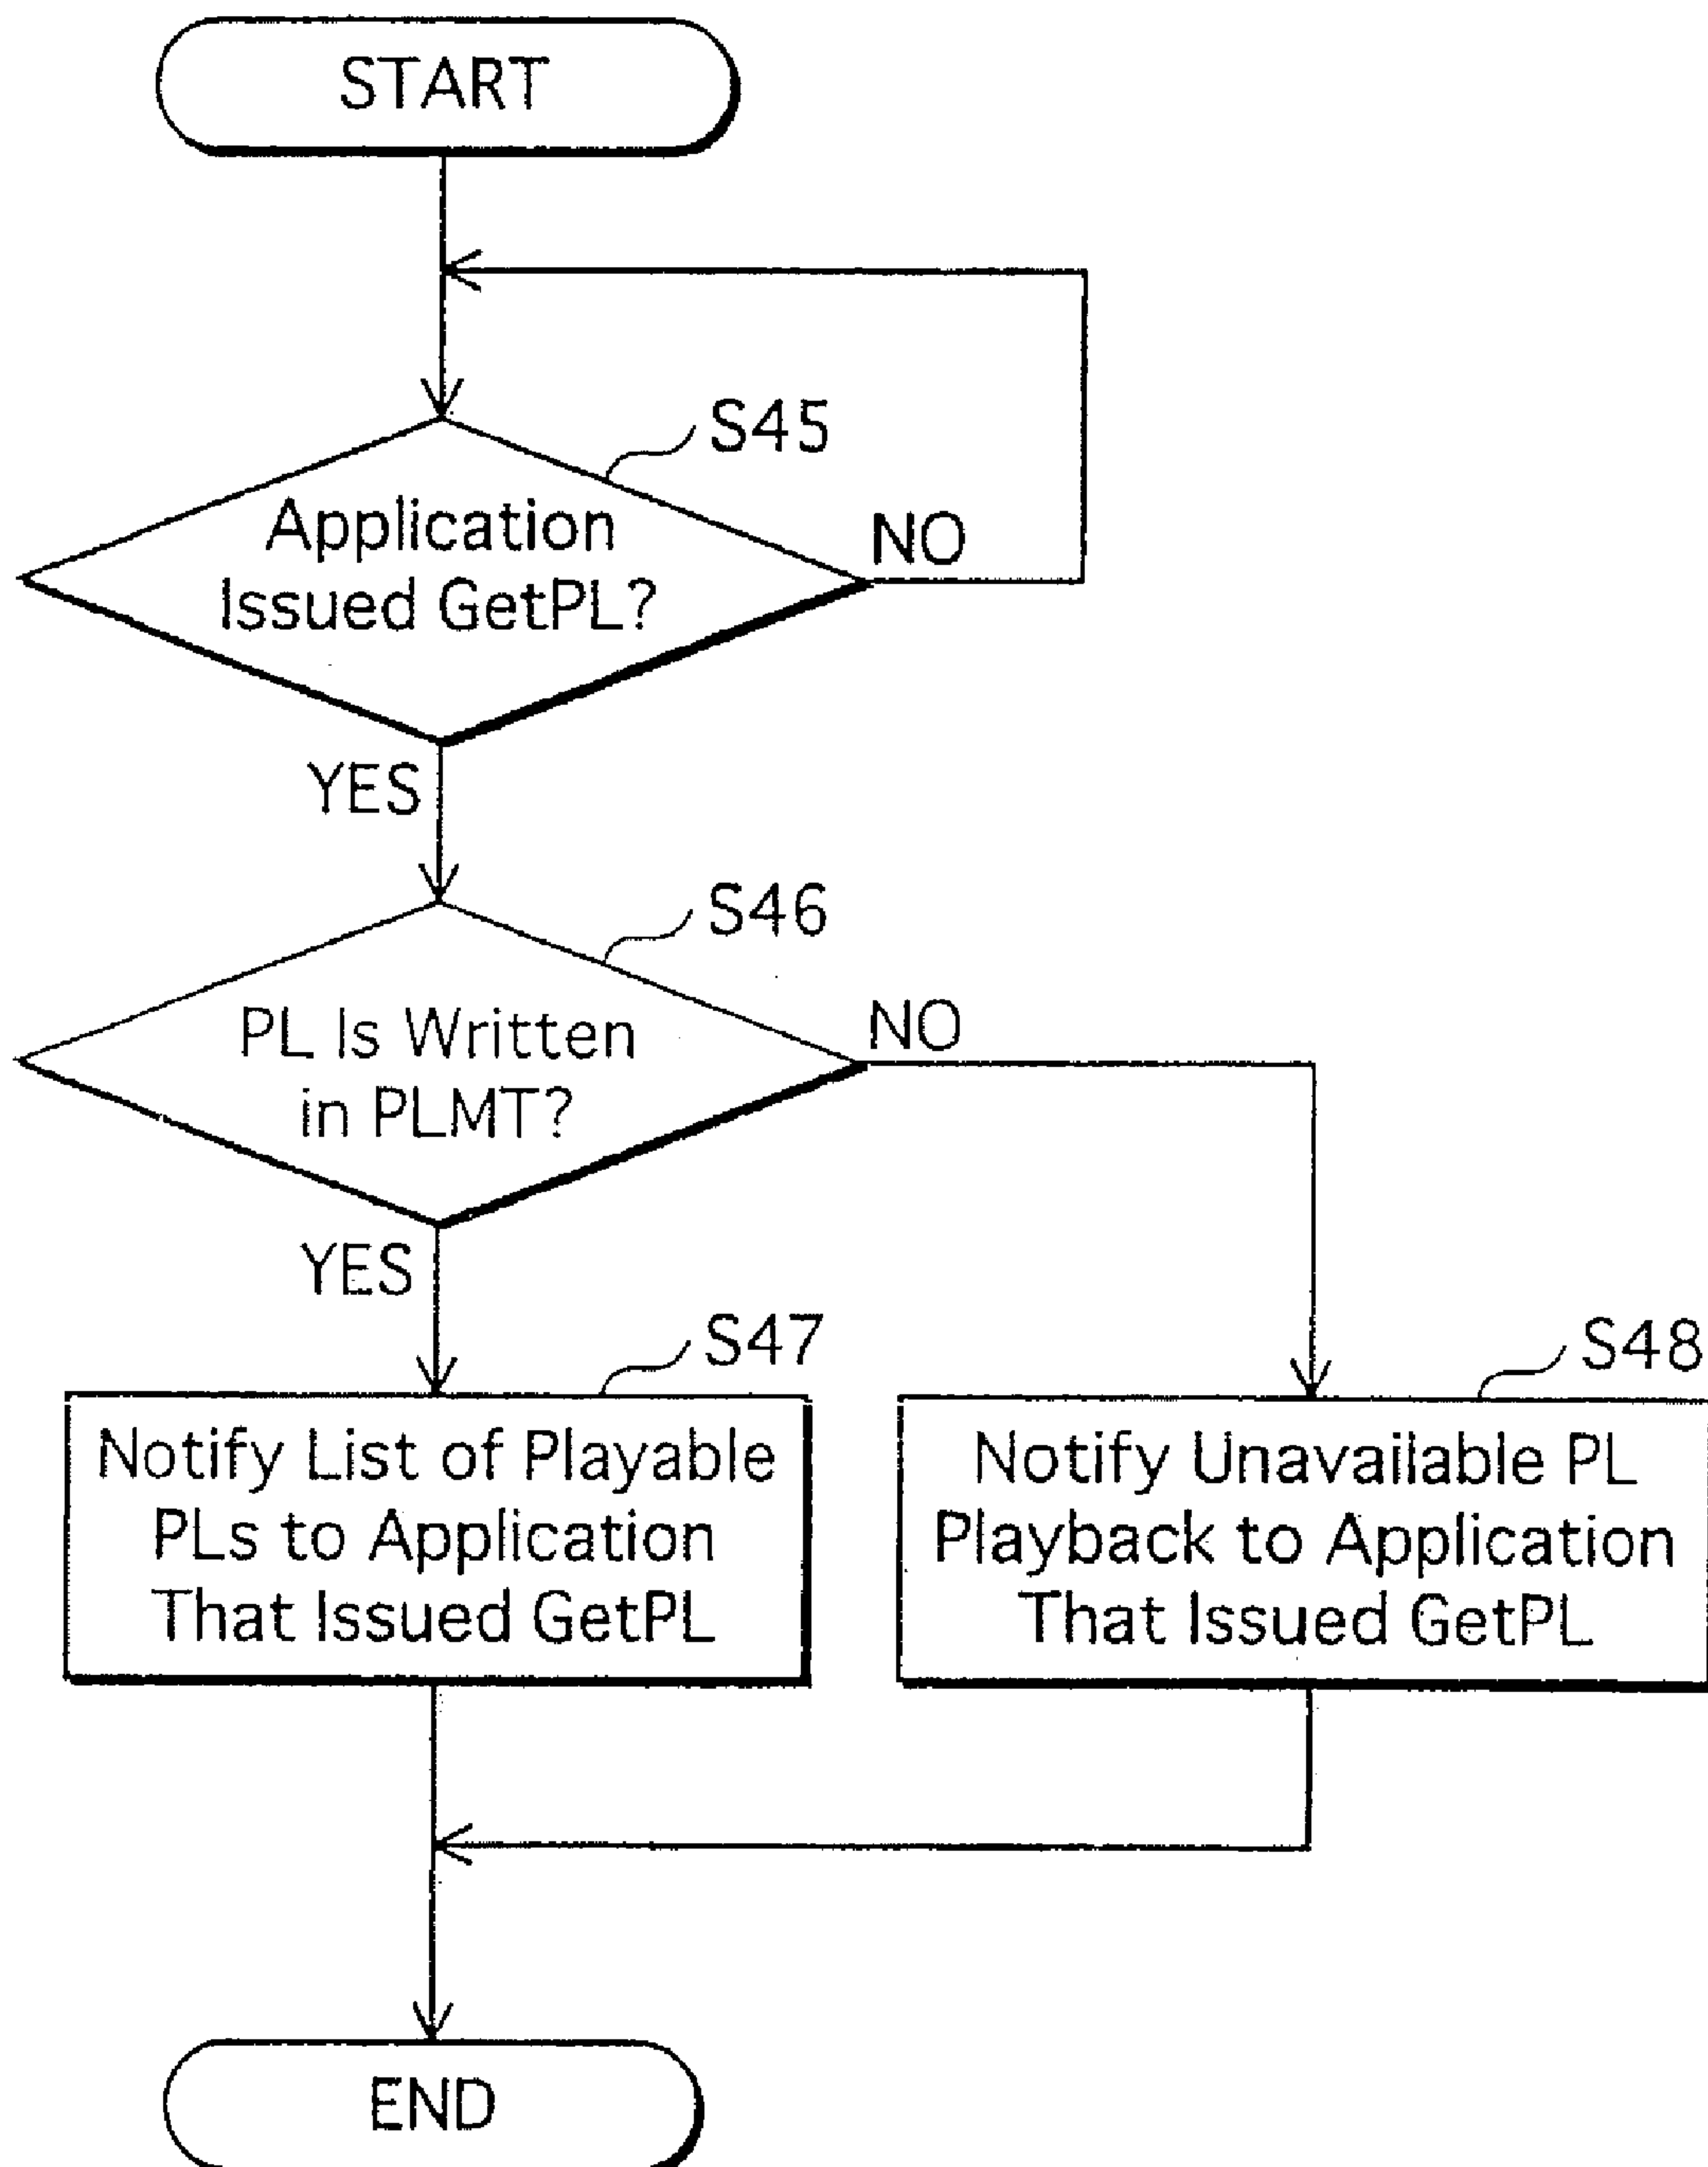 START
S45
Application
Issued GetPL?
NO
YES
S46
PL Is Written
in PLMT?
NO
YES
S47
Notify List of Playable
PLs to Application
That Issued GetPL
S48
Notify Unavailable PL
Playback to Application
That Issued GetPL
END